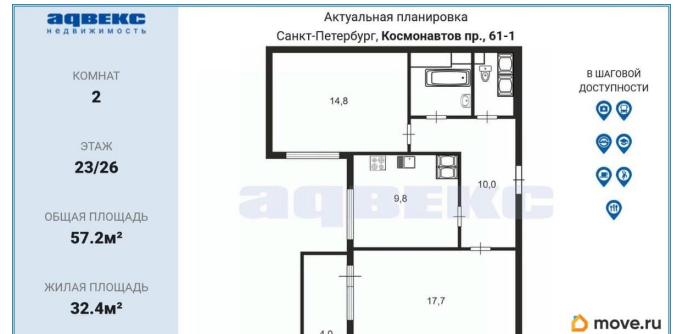 адвекс
НЕДВИЖИМОСТЬ
КОМНАТ
2
ЭТАЖ
23/26
ОБЩАЯ ПЛОЩАДЬ
57.2м²
ЖИЛАЯ ПЛОЩАДЬ
32.4м²
Актуальная планировка
Санкт-Петербург, Космонавтов пр., 61-1
14,8
9,8
10,0
17,7
адвекс
В ШАГОВОЙ
ДОСТУПНОСТИ
move.ru